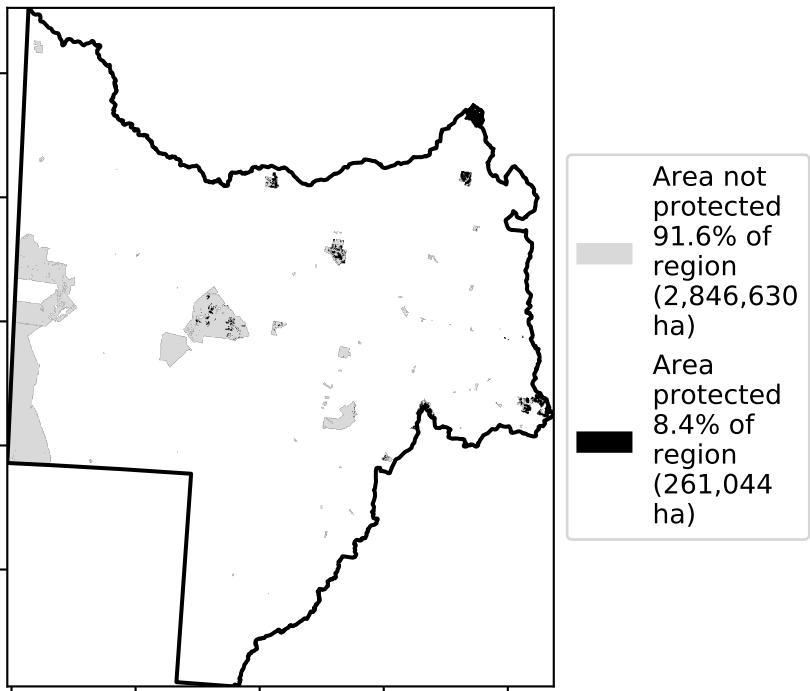 Area not
protected
91.6% of
region
(2,846,630
ha)
Area
protected
8.4% of
region
(261,044
ha)